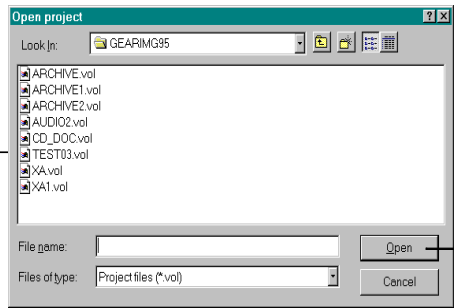 Open project
Look In:
GEARIMG95
ARCHIVE.vol
ARCHIVE1.vol
ARCHIVE2.vol
AUDIO2.vol
CD_DOC.vol
TEST03.vol
XA.vol
XA1.vol
File name:
Open
Files of type:
Project files (*.vol)
Cancel